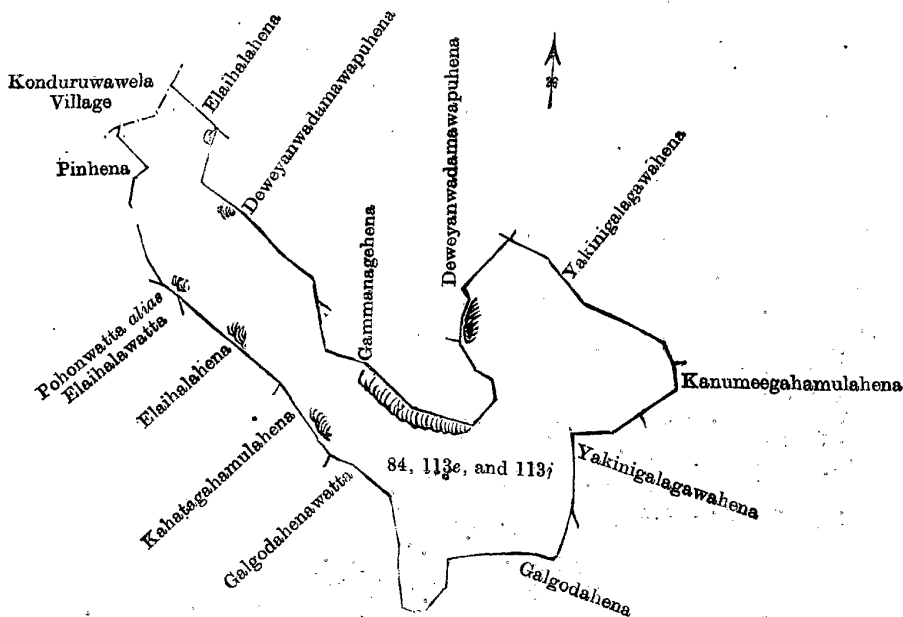 Konduruwawela
Village
Elaihalahena
Deweyanwadumawapuhena
Deweyanwadamawapuhena
Pinhena
Yakinigalagawahena
Gammanagehena
Pohonwatta alias
Elaihalawatta
Elaihalahena
Kanumeegahamulahena
Kahatagahamulahena
84, 113e, and 113j
Yakinigalagawahena
Galgodahenawatta
Galgodahena